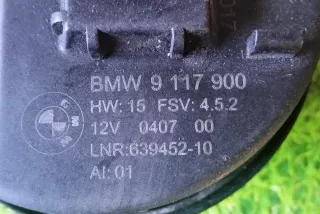 BMW 9 117 900
HW: 15 FSV: 4.5.2
12V 0407 00
LNR:639452-10
AI: 01